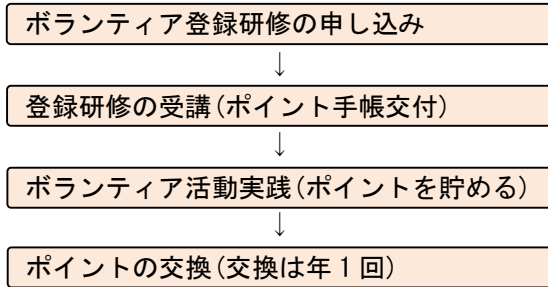 ボランティア登録研修の申し込み
↓
登録研修の受講(ポイント手帳交付)
↓
ボランティア活動実践(ポイントを貯める)
↓
ポイントの交換(交換は年1回)